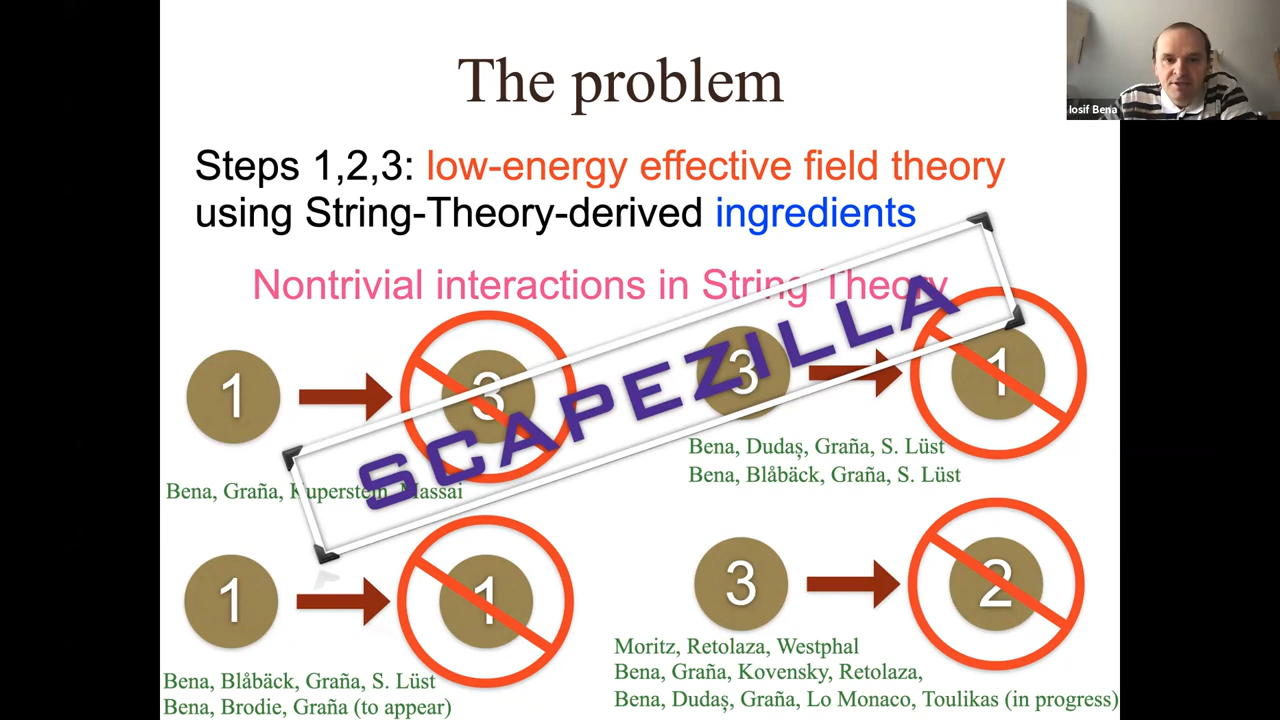 The problem
Iosif Bena
Steps 1,2,3: low-energy effective field theory
using String-Theory-derived ingredients
Nontrivial interactions in String Theory
SCAPEZILLA
1
3
3
1
Bena, Graña, Kuperstein, Massai
Bena, Dudaș, Graña, S. Lüst
Bena, Blåbäck, Graña, S. Lüst
1
1
3
2
Bena, Blåbäck, Graña, S. Lüst
Bena, Brodie, Graña (to appear)
Moritz, Retolaza, Westphal
Bena, Graña, Kovensky, Retolaza,
Bena, Dudaș, Graña, Lo Monaco, Toulikas (in progress)